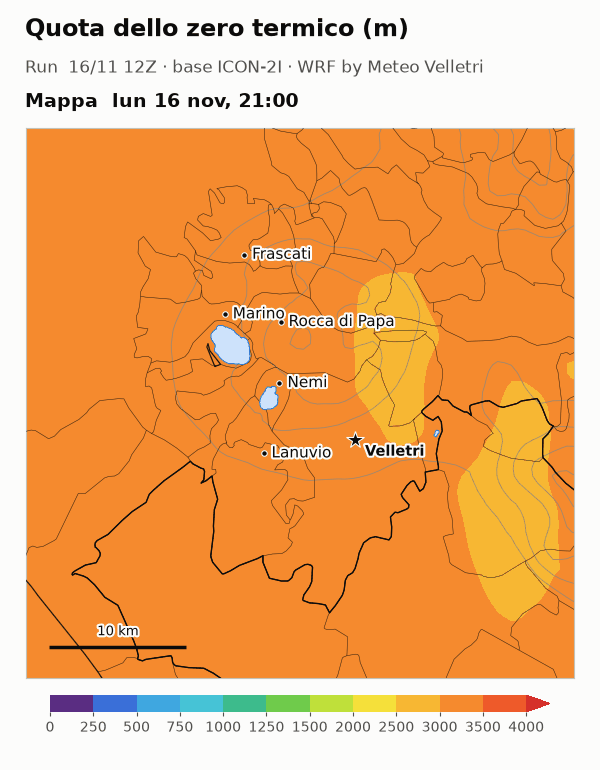 Quota dello zero termico (m)
Run  16/11 12Z · base ICON-2I · WRF by Meteo Velletri
Mappa  lun 16 nov, 21:00
Frascati
Marino
Rocca di Papa
Nemi
Velletri
Lanuvio
10 km
0 250 500 750 1000 1250 1500 2000 2500 3000 3500 4000